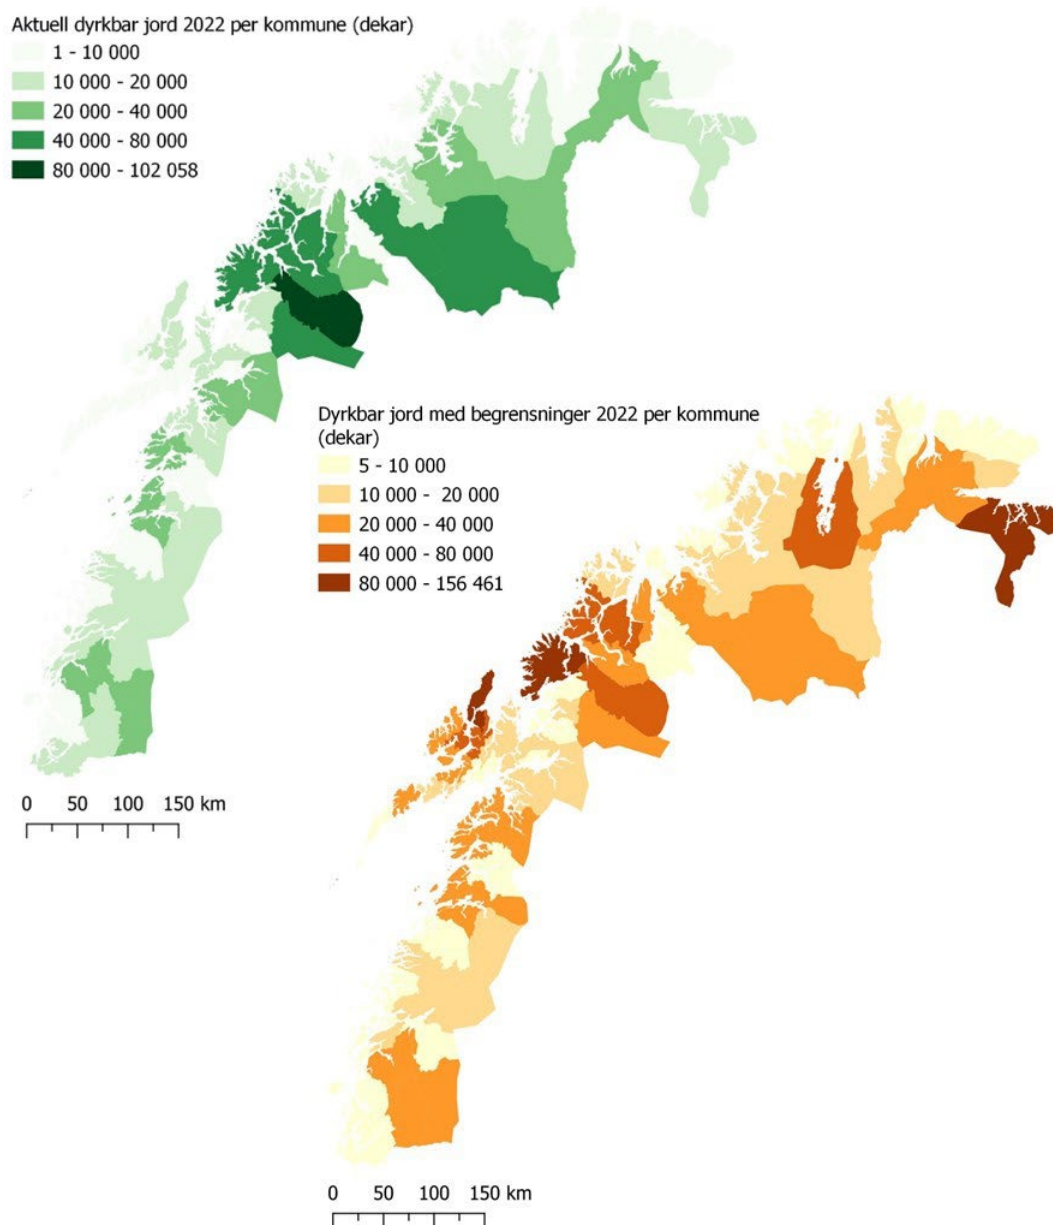 Aktuell dyrkbar jord 2022 per kommune (dekar)
1 - 10 000
10 000 - 20 000
20 000 - 40 000
40 000 - 80 000
80 000 - 102 058
0 50 100 150 km
Dyrkbar jord med begrensninger 2022 per kommune
(dekar)
5 - 10 000
10 000 - 20 000
20 000 - 40 000
40 000 - 80 000
80 000 - 156 461
0 50 100 150 km